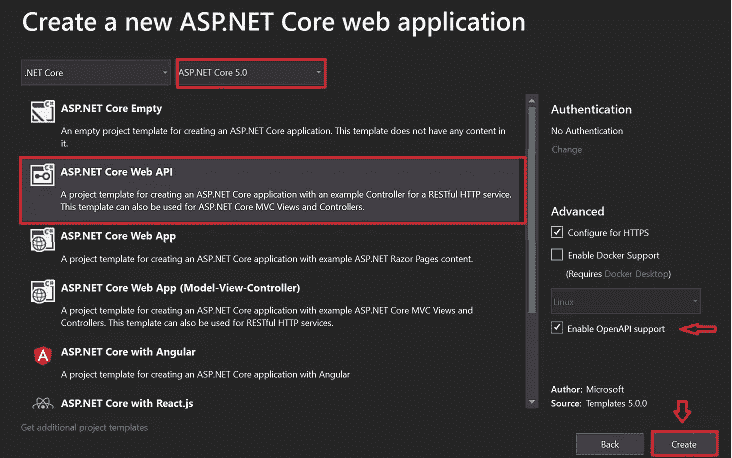 Create a new ASP.NET Core web application
.NET Core
ASP.NET Core 5.0
ASP.NET Core Empty
An empty project template for creating an ASP.NET Core application. This template does not have any content in
it.
ASP.NET Core Web API
A project template for creating an ASP.NET Core application with an example Controller for a RESTful HTTP service.
This template can also be used for ASP.NET Core MVC Views and Controllers.
ASP.NET Core Web App
A project template for creating an ASP.NET Core application with example ASP.NET Razor Pages content.
ASP.NET Core Web App (Model-View-Controller)
A project template for creating an ASP.NET Core application with example ASP.NET Core MVC Views and
Controllers. This template can also be used for RESTful HTTP services.
ASP.NET Core with Angular
A project template for creating an ASP.NET Core application with Angular
ASP.NET Core with React.js
Get additional project templates
Authentication
No Authentication
Change
Advanced
Configure for HTTPS
Enable Docker Support
(Requires Docker Desktop)
Linux
Enable OpenAPI support
Author: Microsoft
Source: Templates 5.0.0
Back
Create